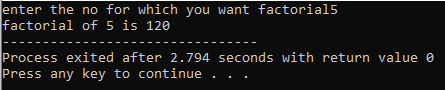 enter the no for which you want factorial5
factorial of 5 is 120
--------------------------------
Process exited after 2.794 seconds with return value 0
Press any key to continue . . .